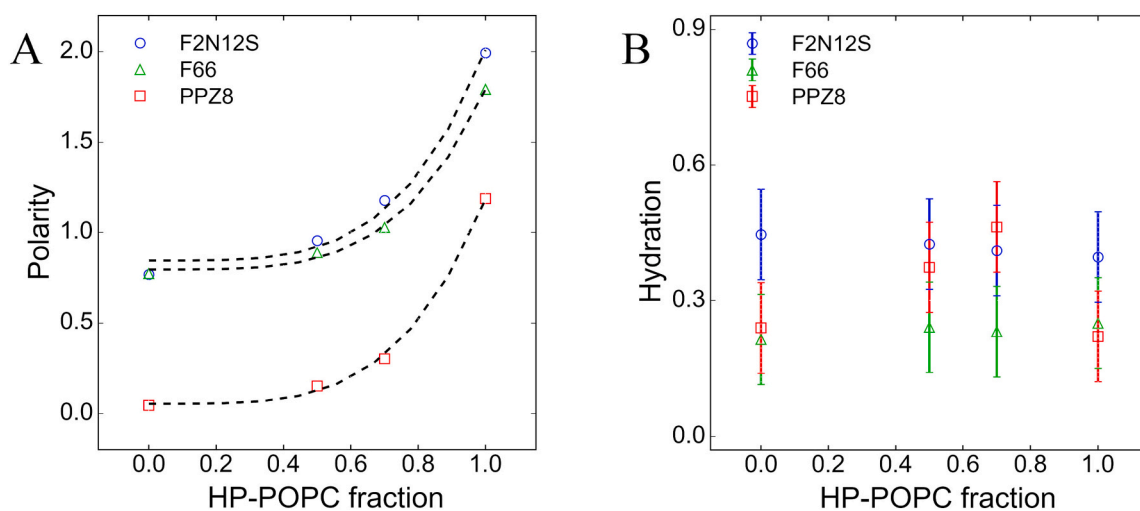 A
F2N12S
F66
PPZ8
Polarity
2.0
1.5
1.0
0.5
0.0
0.0 0.2 0.4 0.6 0.8 1.0
HP-POPC fraction
B
F2N12S
F66
PPZ8
Hydration
0.9
0.6
0.3
0.0
0.0 0.2 0.4 0.6 0.8 1.0
HP-POPC fraction